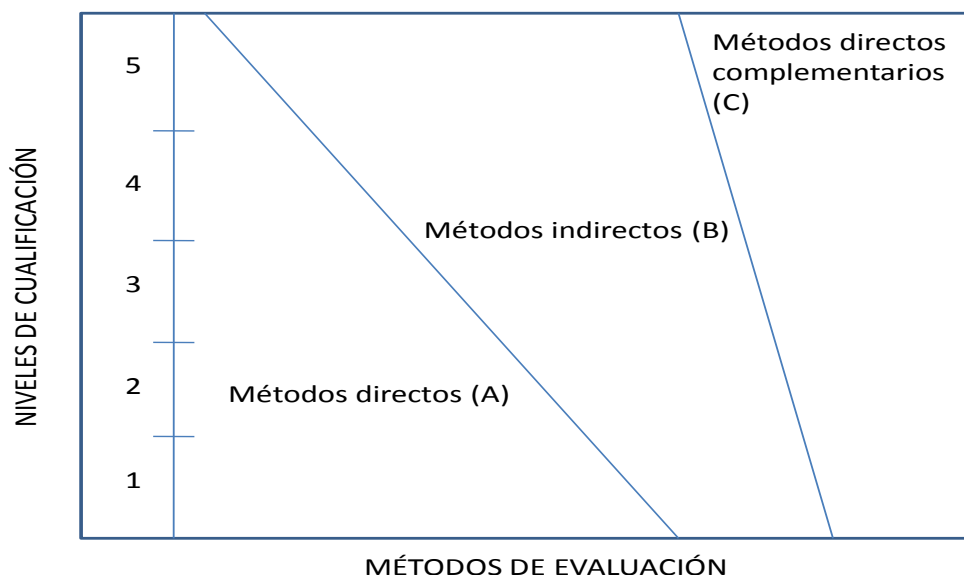 Métodos directos
complementarios
(C)
5
4
Métodos indirectos (B)
3
2
Métodos directos (A)
1
NIVELES DE CUALIFICACIÓN
MÉTODOS DE EVALUACIÓN